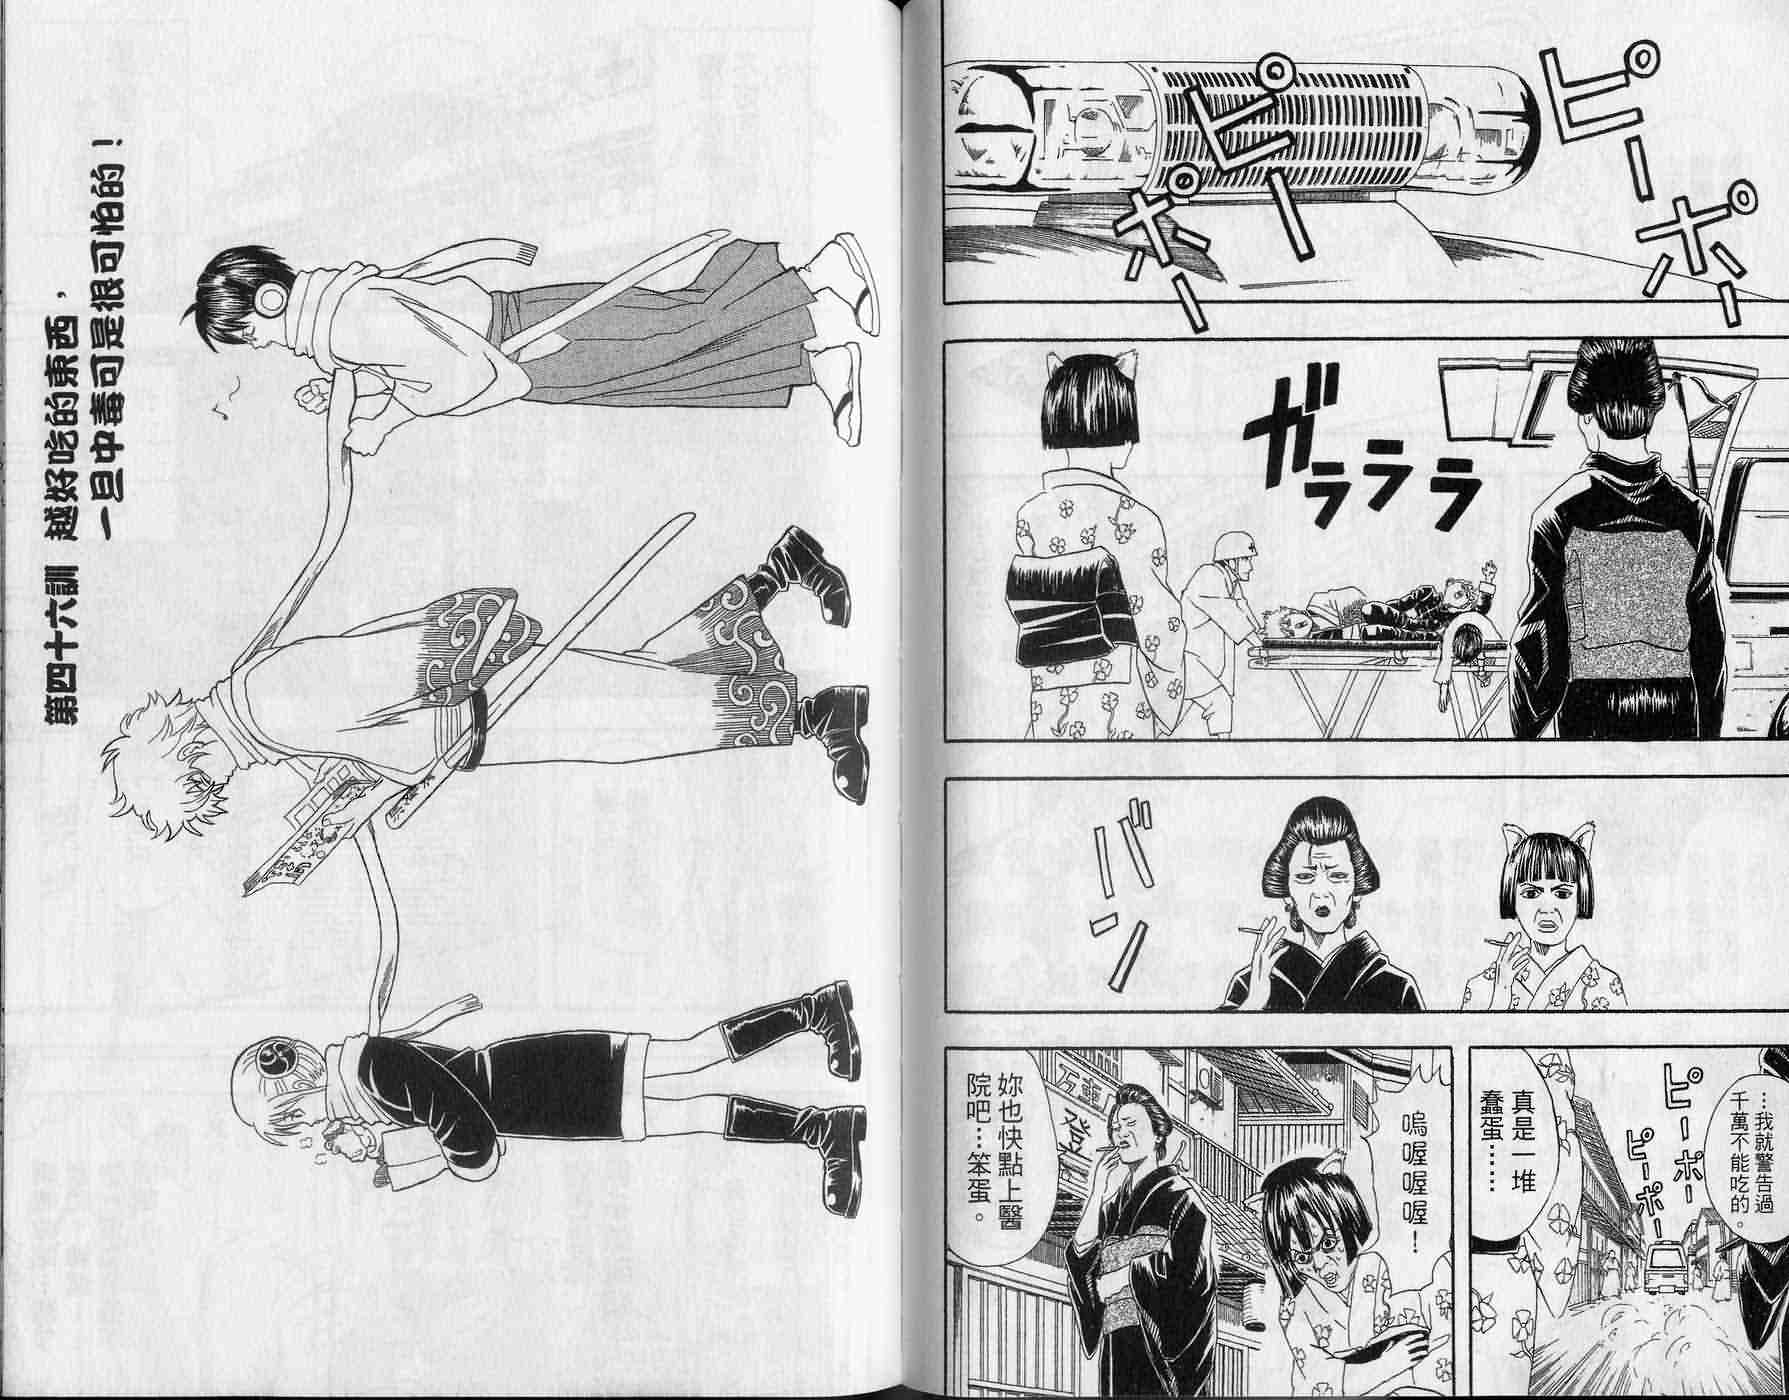 ピーポー
ピーポー
ガラララ
バン
…我就警告過
千萬不能吃的。
ピーポー
ピーポー
真是一堆
蠢蛋……
嗚喔喔喔喔！
妳也快點上醫
院吧…笨蛋。
第四十六訓 越好吃的東西，
一旦中毒可是很可怕的！